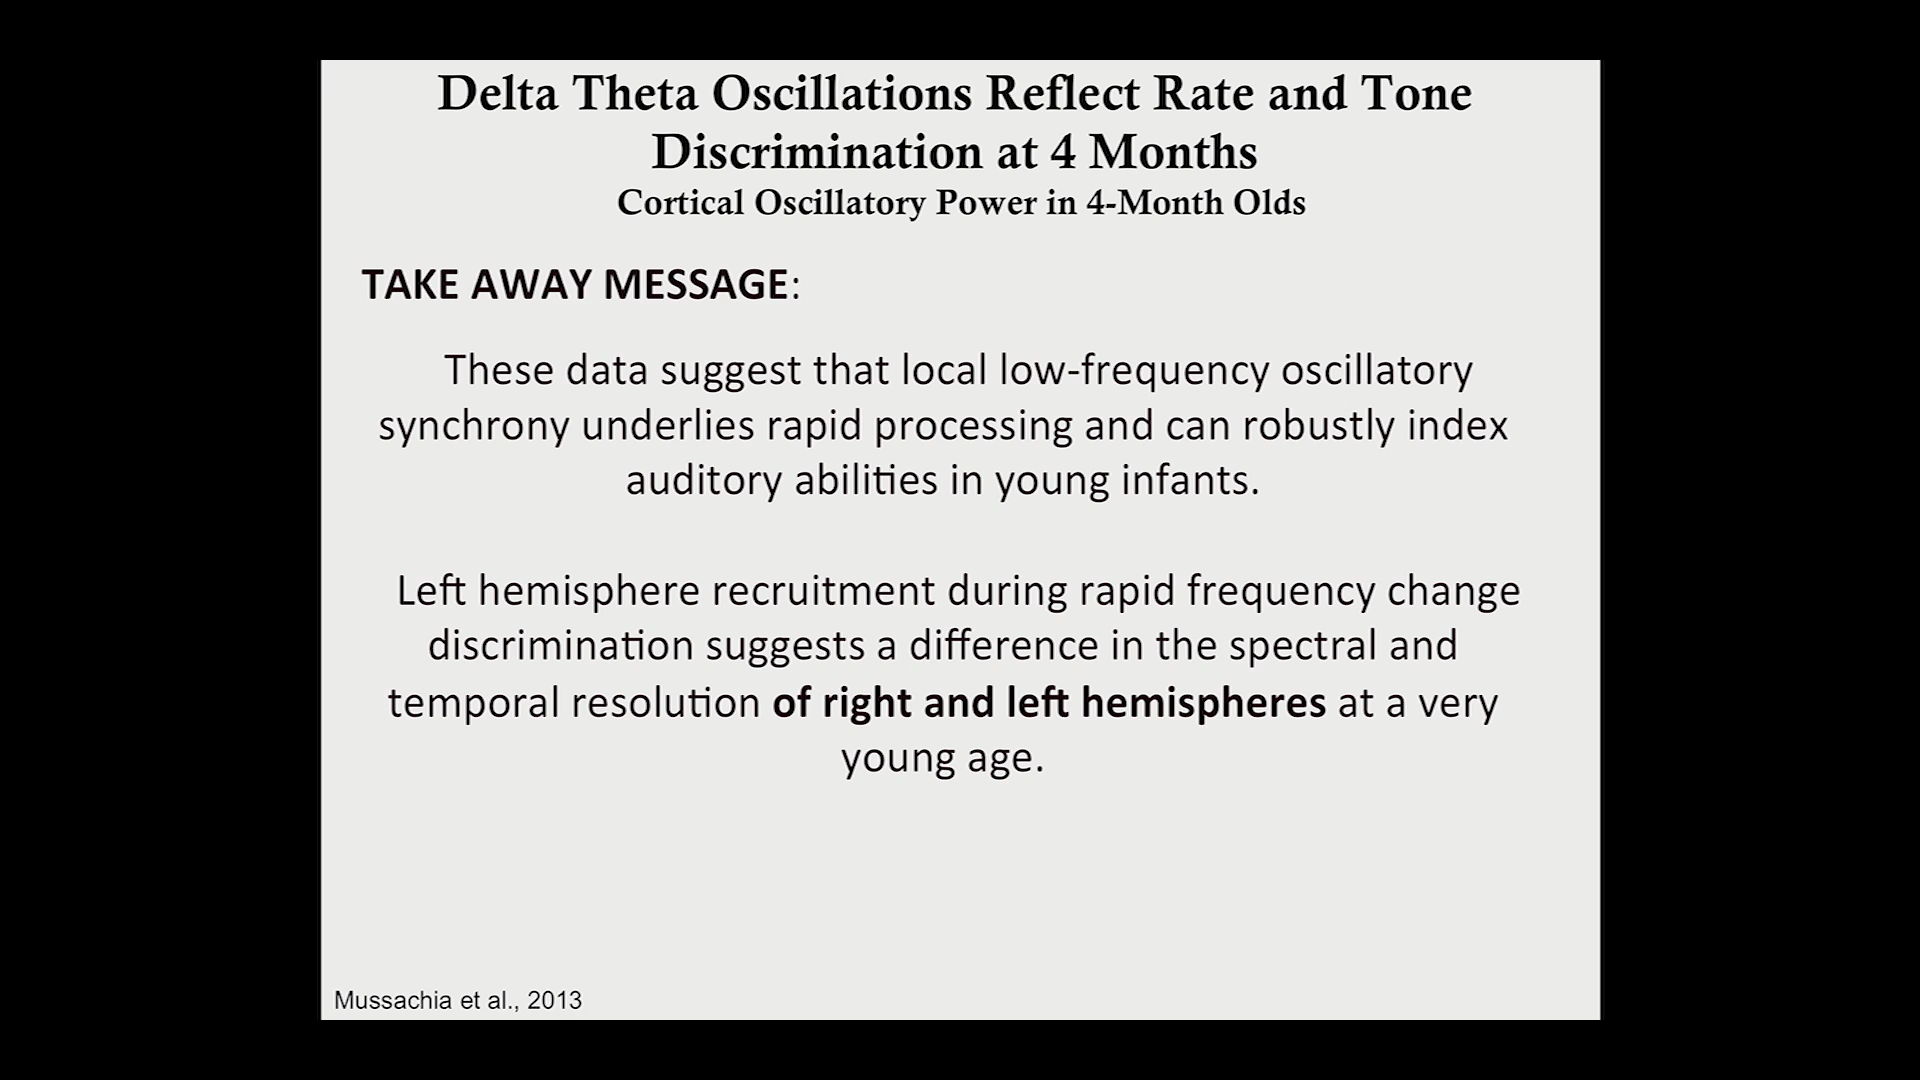 Delta Theta Oscillations Reflect Rate and Tone
Discrimination at 4 Months
Cortical Oscillatory Power in 4-Month Olds
TAKE AWAY MESSAGE:
These data suggest that local low-frequency oscillatory
synchrony underlies rapid processing and can robustly index
auditory abilities in young infants.
Left hemisphere recruitment during rapid frequency change
discrimination suggests a difference in the spectral and
temporal resolution of right and left hemispheres at a very
young age.
Mussachia et al., 2013